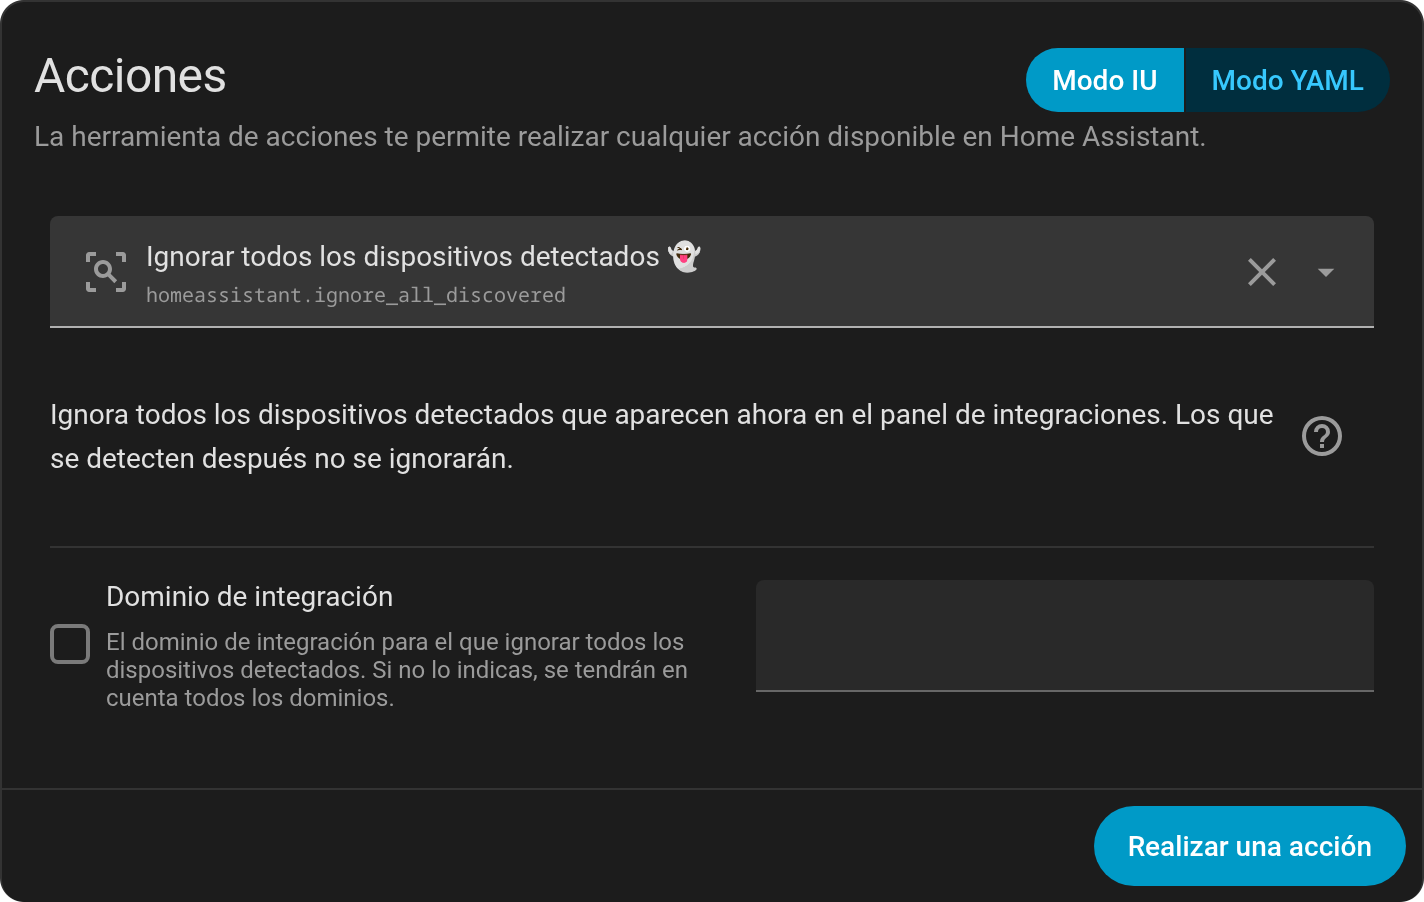 Acciones
Modo IU
Modo YAML
La herramienta de acciones te permite realizar cualquier acción disponible en Home Assistant.
Ignorar todos los dispositivos detectados 👻
homeassistant.ignore_all_discovered
Ignora todos los dispositivos detectados que aparecen ahora en el panel de integraciones. Los que
se detecten después no se ignorarán.
Dominio de integración
El dominio de integración para el que ignorar todos los
dispositivos detectados. Si no lo indicas, se tendrán en
cuenta todos los dominios.
Realizar una acción